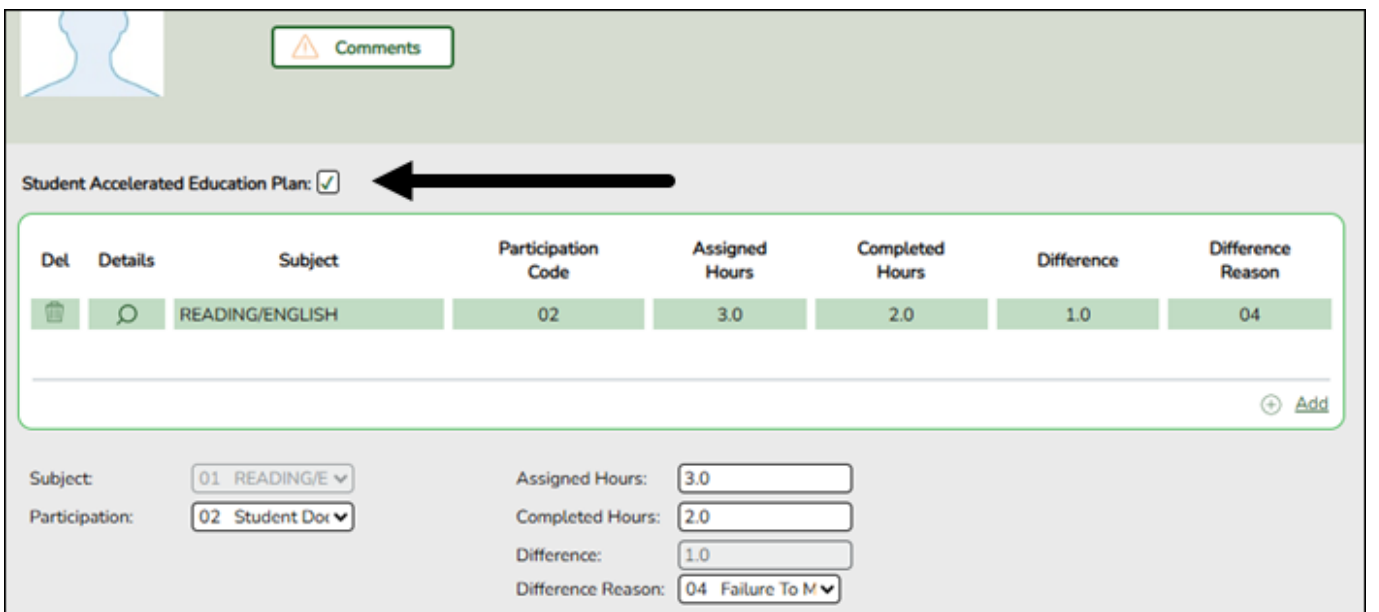 Comments
Student Accelerated Education Plan:
Del Details Subject Participation Code Assigned Hours Completed Hours Difference Difference Reason
READING/ENGLISH 02 3.0 2.0 1.0 04
Add
Subject: 01 READING/E Assigned Hours: 3.0
Participation: 02 Student Doe Completed Hours: 2.0
Difference: 1.0
Difference Reason: 04 Failure To M